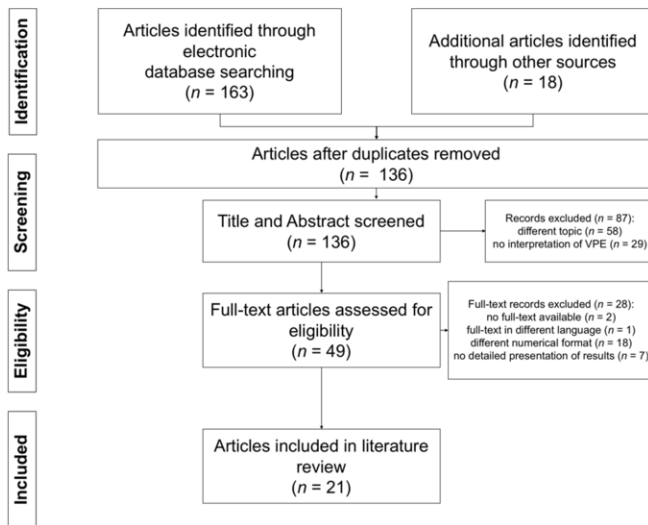 Identification
Articles identified through
electronic
database searching
(n = 163)
Additional articles identified
through other sources
(n = 18)
Articles after duplicates removed
(n = 136)
Screening
Title and Abstract screened
(n = 136)
Records excluded (n = 87):
different topic (n = 58)
no interpretation of VPE (n = 29)
Eligibility
Full-text articles assessed for
eligibility
(n = 49)
Full-text records excluded (n = 28):
no full-text available (n = 2)
full-text in different language (n = 1)
different numerical format (n = 18)
no detailed presentation of results (n = 7)
Included
Articles included in literature
review
(n = 21)